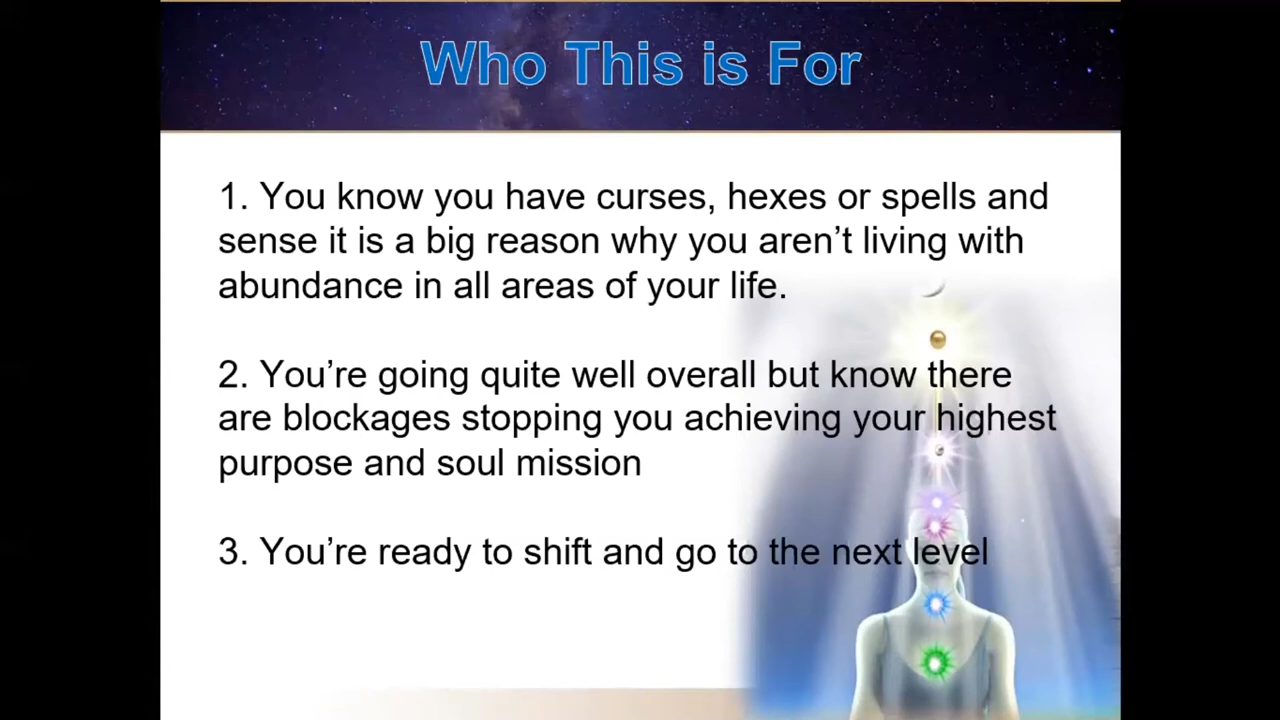 Who This is For
1. You know you have curses, hexes or spells and
sense it is a big reason why you aren’t living with
abundance in all areas of your life.
2. You’re going quite well overall but know there
are blockages stopping you achieving your highest
purpose and soul mission
3. You’re ready to shift and go to the next level